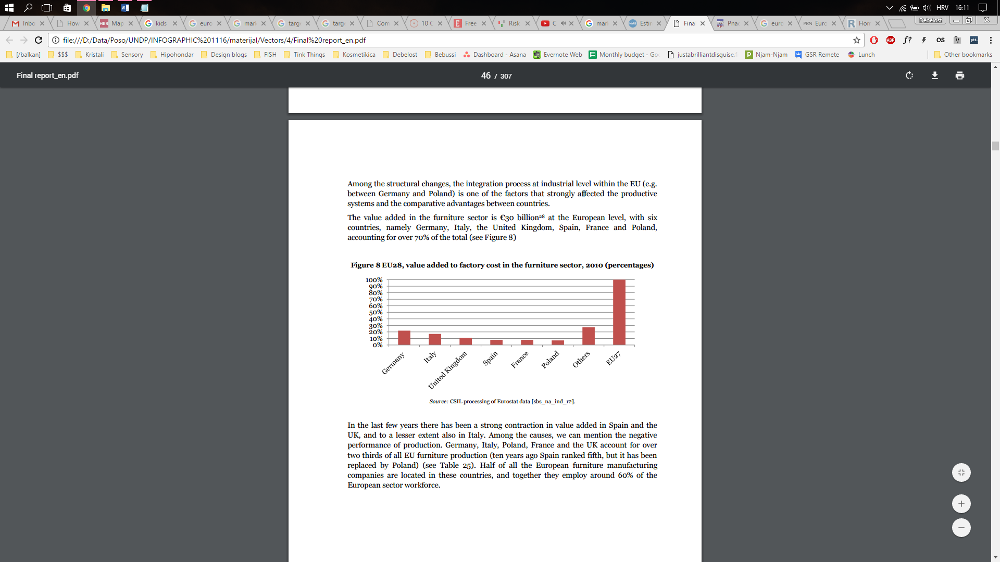 HRV 16:11
Inbo How Map kids euro mark targe targe Com 10 C Free Risk C mar Estin Fina Pnac eurc Euro Hom Debelost
file:///D:/Data/Poso/UNDP/INFOGRAPHIC%201116/materijal/Vectors/4/Final%20report_en.pdf
[/balkan] $$$ Kristali Sensory Hipohondar Design blogs FISH Tink Things Kosmetikica Debelost Bebussi Dashboard - Asana Evernote Web Monthly budget - Go justabrilliantdisguise.f Njam-Njam GSR Remete Lunch Other bookmarks
Final report_en.pdf 46 / 307
Among the structural changes, the integration process at industrial level within the EU (e.g.
between Germany and Poland) is one of the factors that strongly affected the productive
systems and the comparative advantages between countries.
The value added in the furniture sector is €30 billion28 at the European level, with six
countries, namely Germany, Italy, the United Kingdom, Spain, France and Poland,
accounting for over 70% of the total (see Figure 8)
Figure 8 EU28, value added to factory cost in the furniture sector, 2010 (percentages)
100%
90%
80%
70%
60%
50%
40%
30%
20%
10%
0%
Germany Italy United Kingdom Spain France Poland Others EU27
Source: CSIL processing of Eurostat data [sbs_na_ind_r2].
In the last few years there has been a strong contraction in value added in Spain and the
UK, and to a lesser extent also in Italy. Among the causes, we can mention the negative
performance of production. Germany, Italy, Poland, France and the UK account for over
two thirds of all EU furniture production (ten years ago Spain ranked fifth, but it has been
replaced by Poland) (see Table 25). Half of all the European furniture manufacturing
companies are located in these countries, and together they employ around 60% of the
European sector workforce.